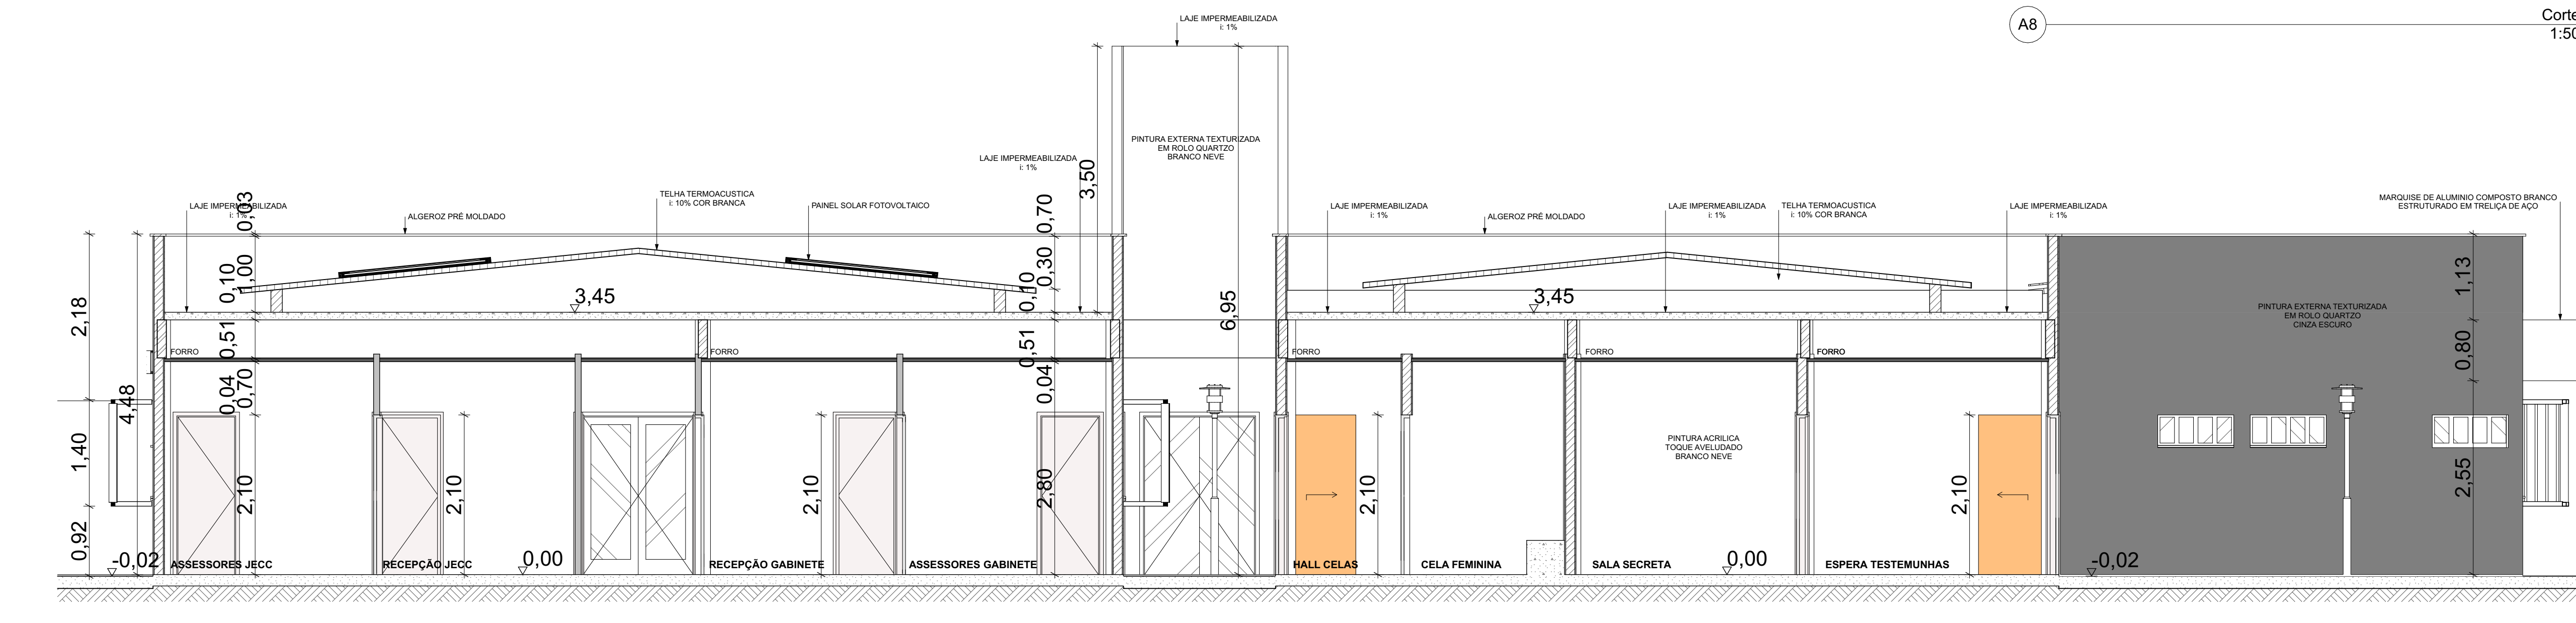 LAJE IMPERMEABILIZADA
i: 1%
A8
Corte
1:50
PINTURA EXTERNA TEXTURIZADA
EM ROLO QUARTZO
BRANCO NEVE
LAJE IMPERMEABILIZADA
i: 1%
3,50
LAJE IMPERMEABILIZADA
i: 1%
0,03
ALGEROZ PRÉ MOLDADO
TELHA TERMOACUSTICA
i: 10% COR BRANCA
PAINEL SOLAR FOTOVOLTAICO
0,70
LAJE IMPERMEABILIZADA
i: 1%
ALGEROZ PRÉ MOLDADO
LAJE IMPERMEABILIZADA
i: 1%
TELHA TERMOACUSTICA
i: 10% COR BRANCA
LAJE IMPERMEABILIZADA
i: 1%
MARQUISE DE ALUMINIO COMPOSTO BRANCO
ESTRUTURADO EM TRELIÇA DE AÇO
2,18
4,48
1,40
0,92
0,10
1,00
0,51
0,04
0,70
2,10
3,45
0,30
0,10
0,51
0,04
2,80
6,95
3,45
PINTURA EXTERNA TEXTURIZADA
EM ROLO QUARTZO
CINZA ESCURO
1,13
0,80
2,55
FORRO
FORRO
FORRO
FORRO
FORRO
2,10
2,10
2,10
2,10
PINTURA ACRILICA
TOQUE AVELUDADO
BRANCO NEVE
-0,02
ASSESSORES JECC
RECEPÇÃO JECC
0,00
RECEPÇÃO GABINETE
ASSESSORES GABINETE
HALL CELAS
CELA FEMININA
SALA SECRETA
0,00
ESPERA TESTEMUNHAS
-0,02